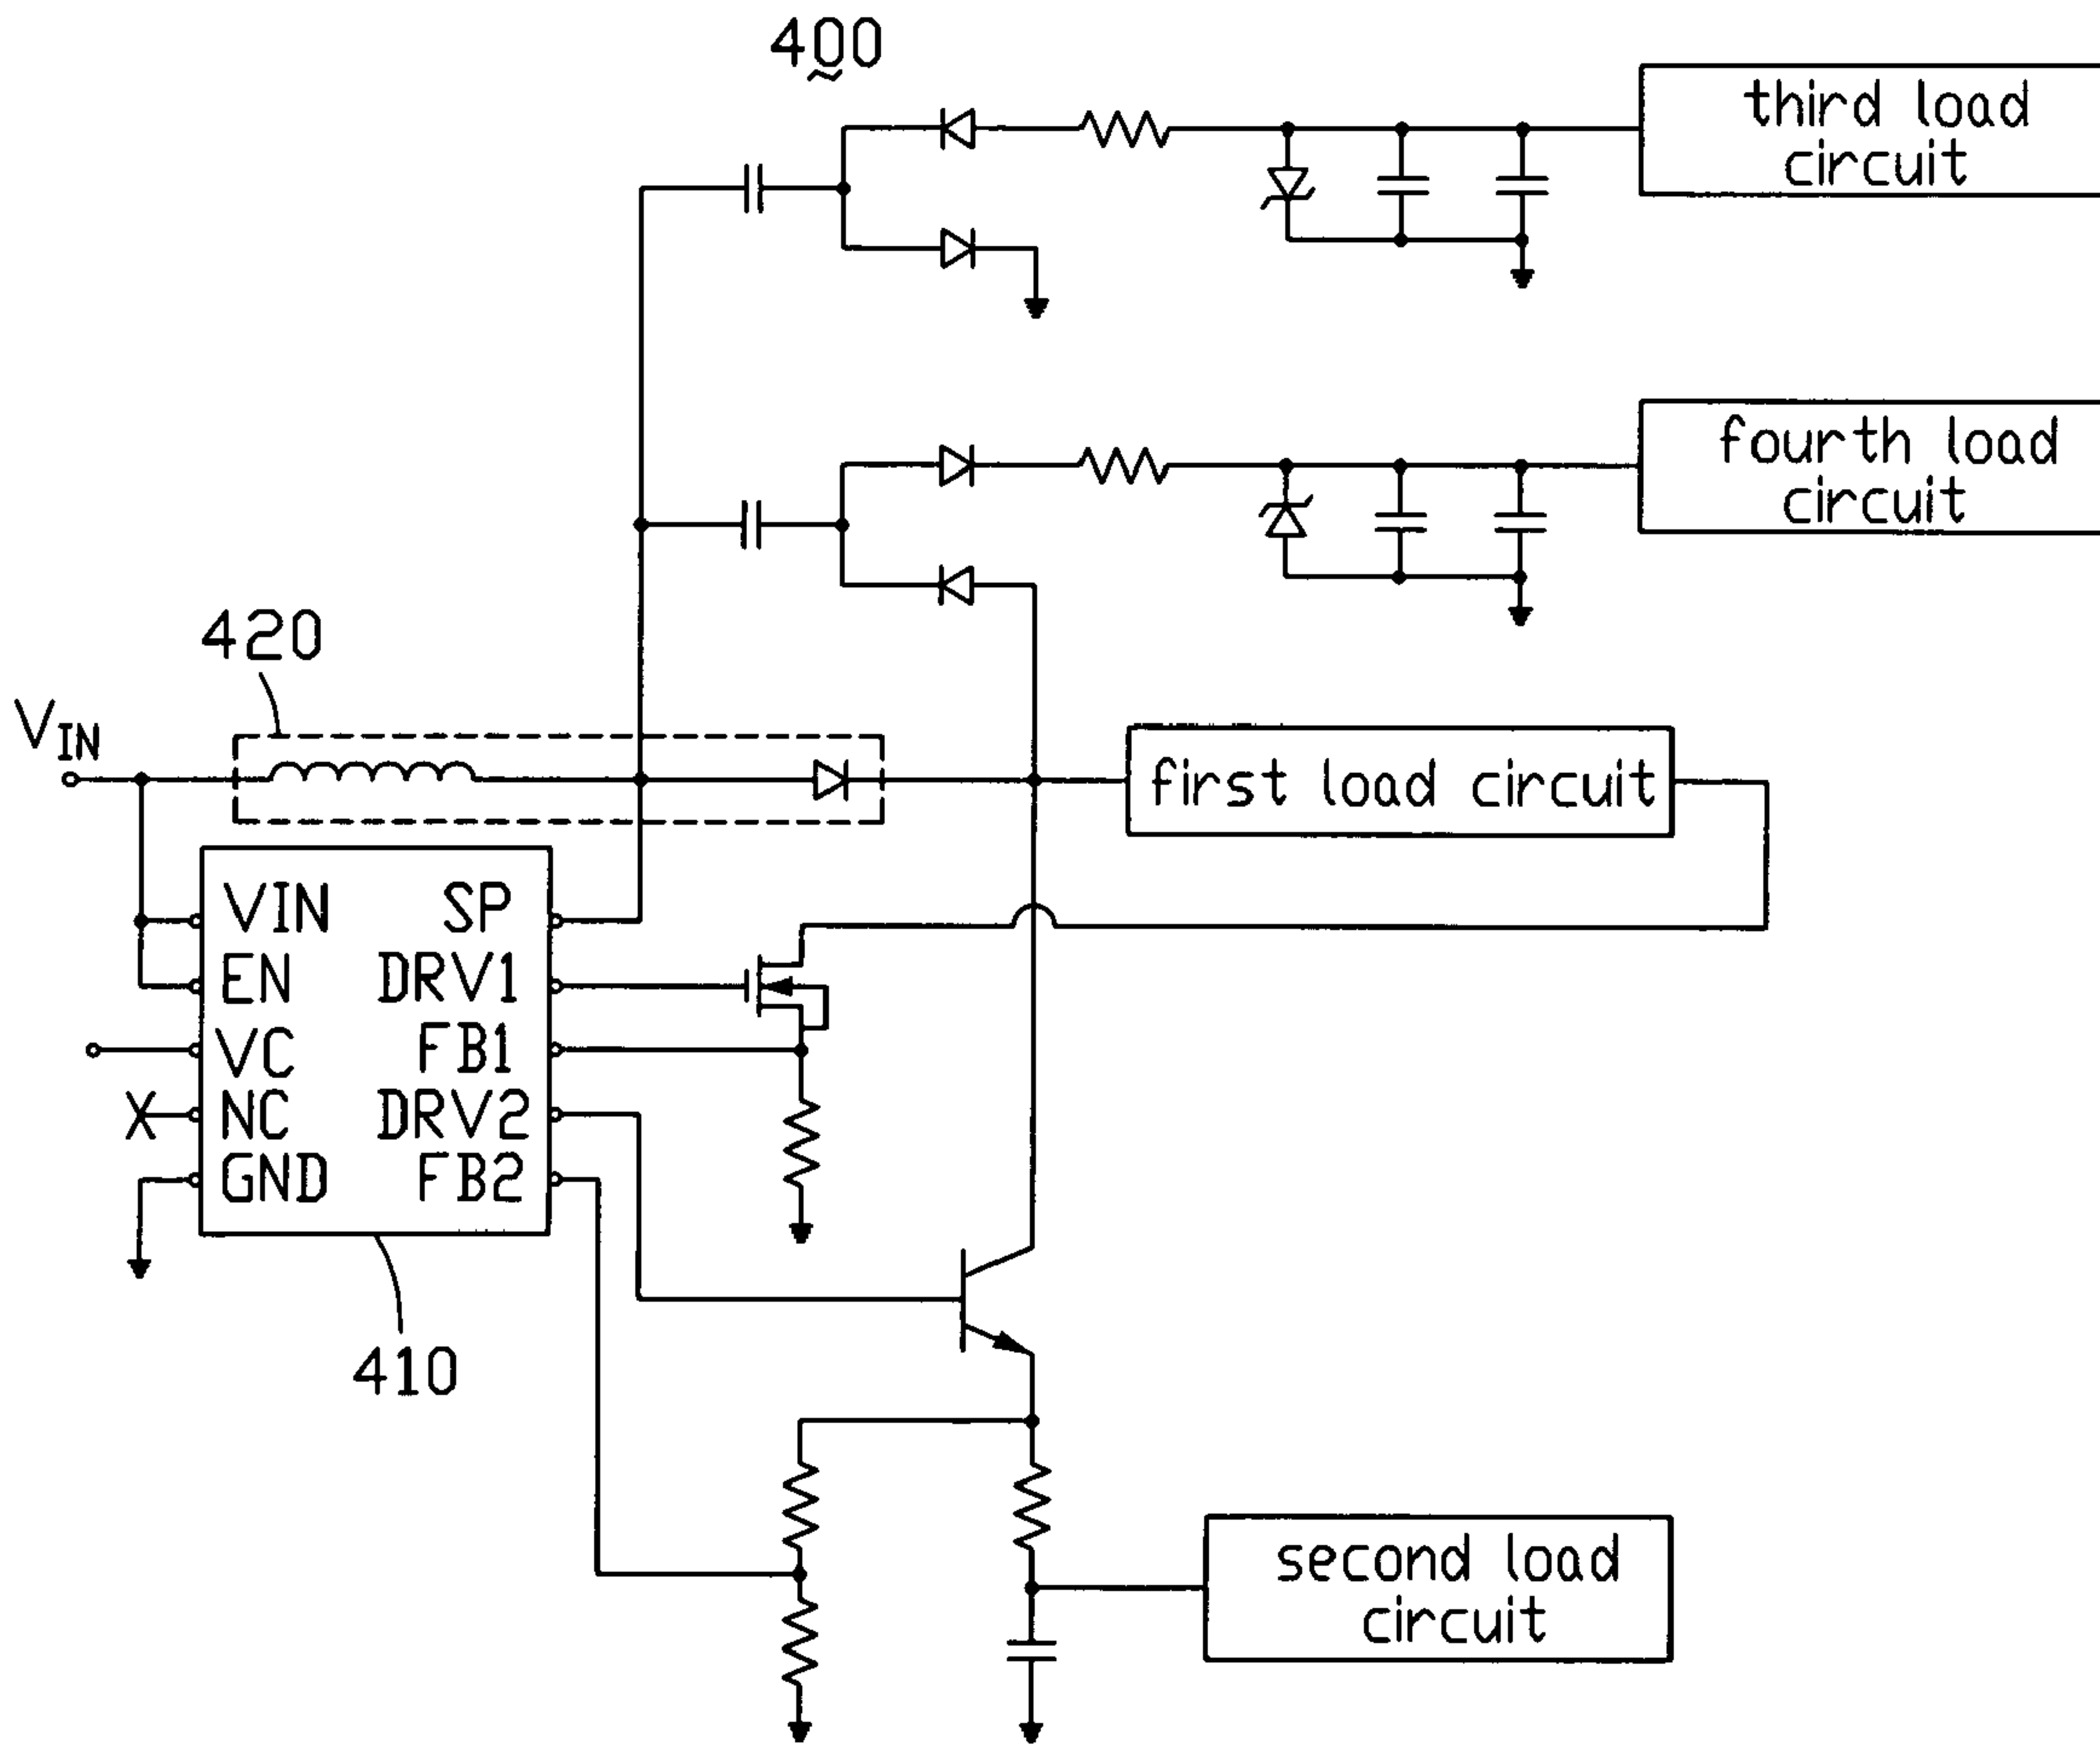 400
third load
circuit
fourth load
circuit
420
VIN
first load circuit
VIN SP
EN DRV1
VC FB1
NC DRV2
GND FB2
410
second load
circuit